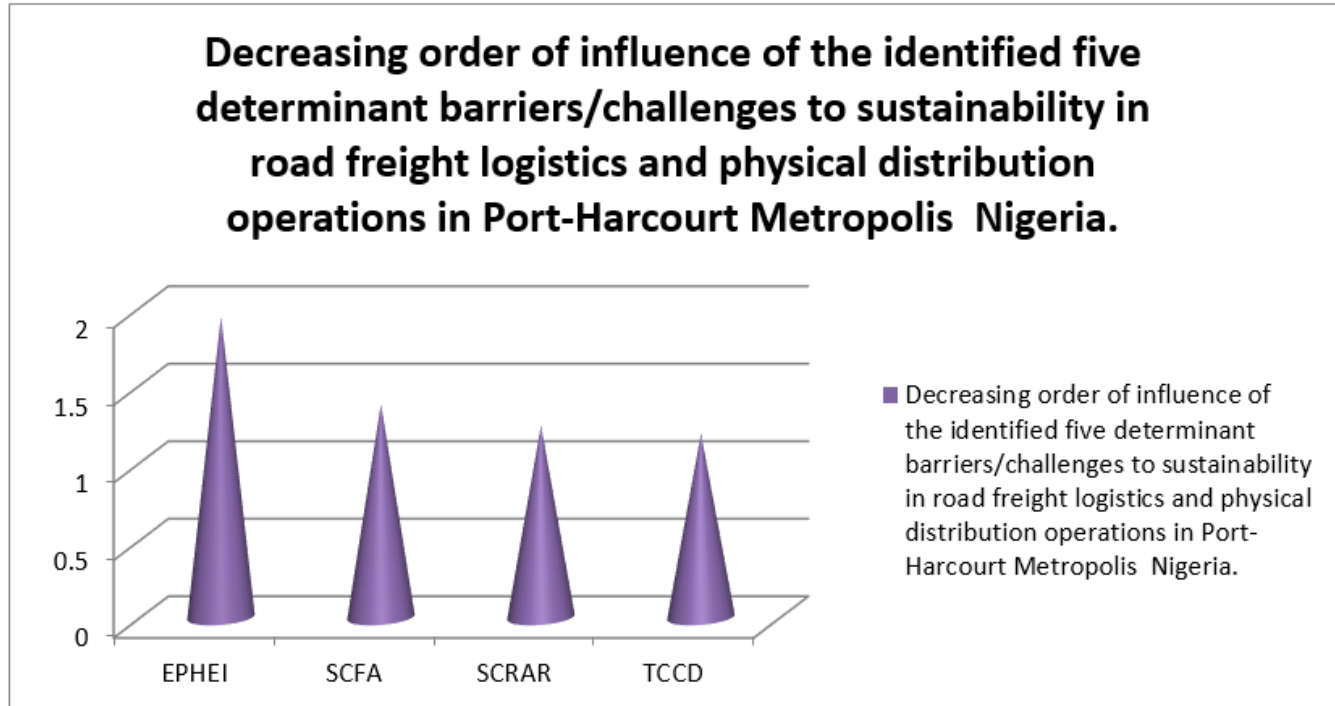 Decreasing order of influence of the identified five
determinant barriers/challenges to sustainability in
road freight logistics and physical distribution
operations in Port-Harcourt Metropolis  Nigeria.
2
1.5
1
0.5
0
EPHEI
SCFA
SCRAR
TCCD
Decreasing order of influence of
the identified five determinant
barriers/challenges to sustainability
in road freight logistics and physical
distribution operations in Port-
Harcourt Metropolis  Nigeria.